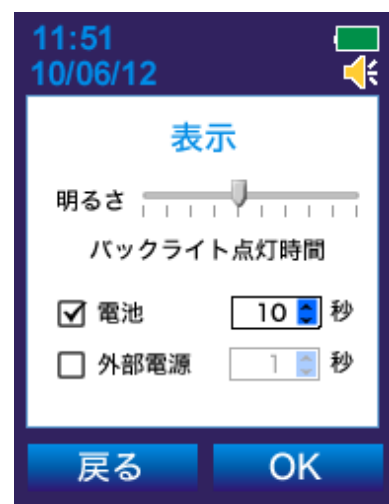 11:51
10/06/12
表示
明るさ
バックライト点灯時間
電池 10 秒
外部電源 1 秒
戻る OK